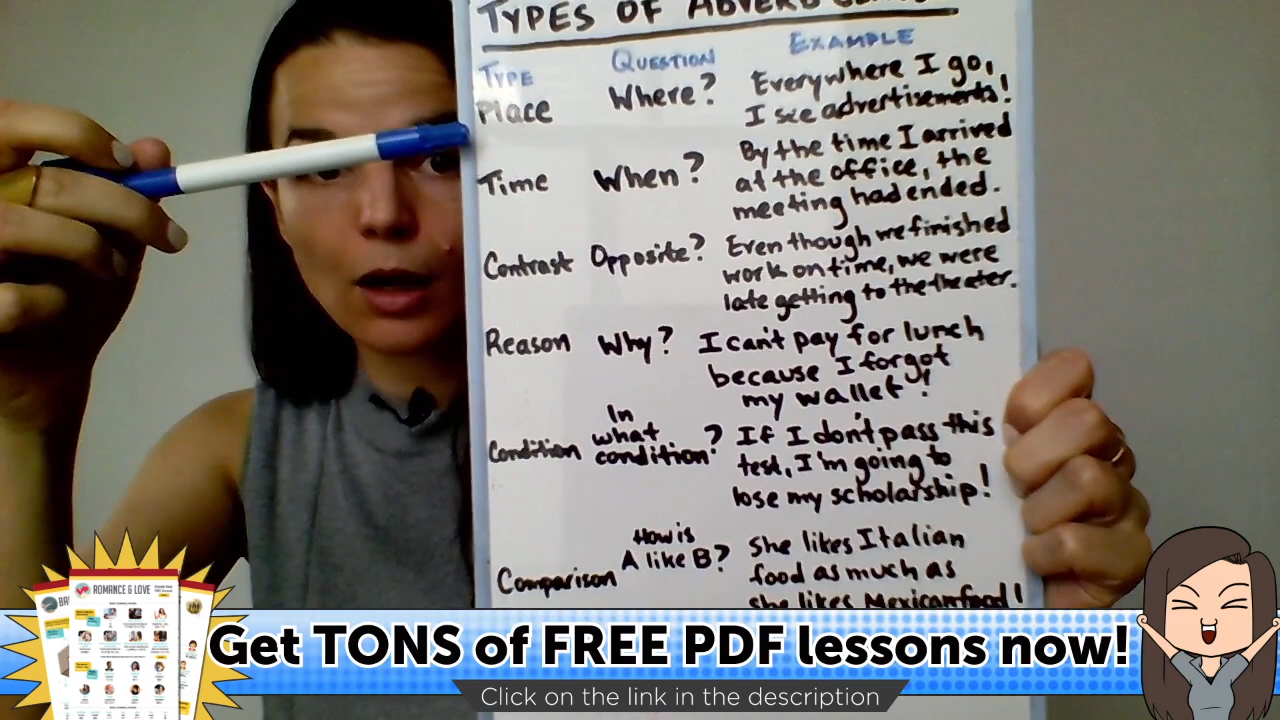 TYPES OF ADVERB
TYPE QUESTION EXAMPLE
Place Where? Everywhere I go,
I see advertisements!
Time When? By the time I arrived
at the office, the
meeting had ended.
Contrast Opposite? Even though we finished
work on time, we were
late getting to the theater.
Reason Why? I can't pay for lunch
because I forgot
my wallet!
Condition In
what
condition? If I don't pass this
test, I'm going to
lose my scholarship!
Comparison How is
A like B? She likes Italian
food as much as
she likes Mexican food!
ROMANCE & LOVE
Get TONS of FREE PDF lessons now!
Click on the link in the description